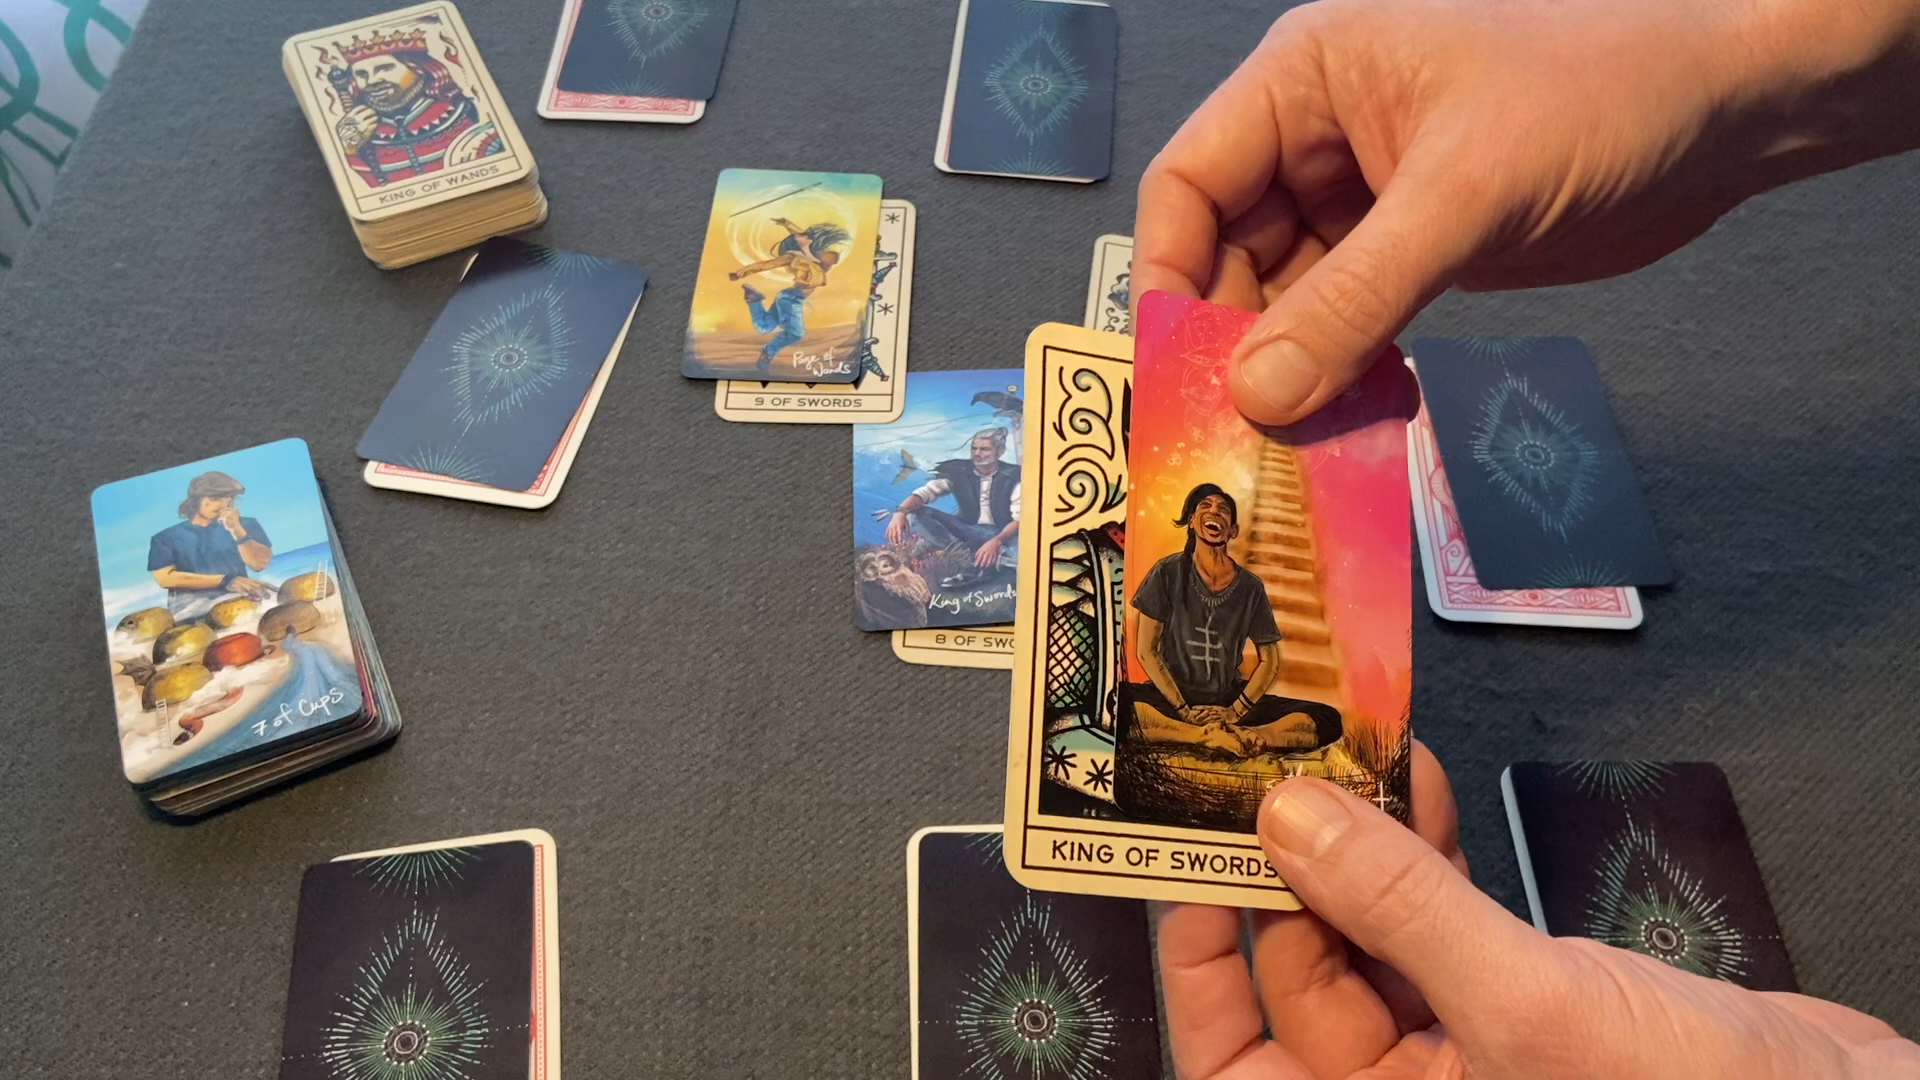 KING OF WANDS
Page of
Wands
9 OF SWORDS
King of Swords
8 OF SWO
7 of Cups
KING OF SWORDS